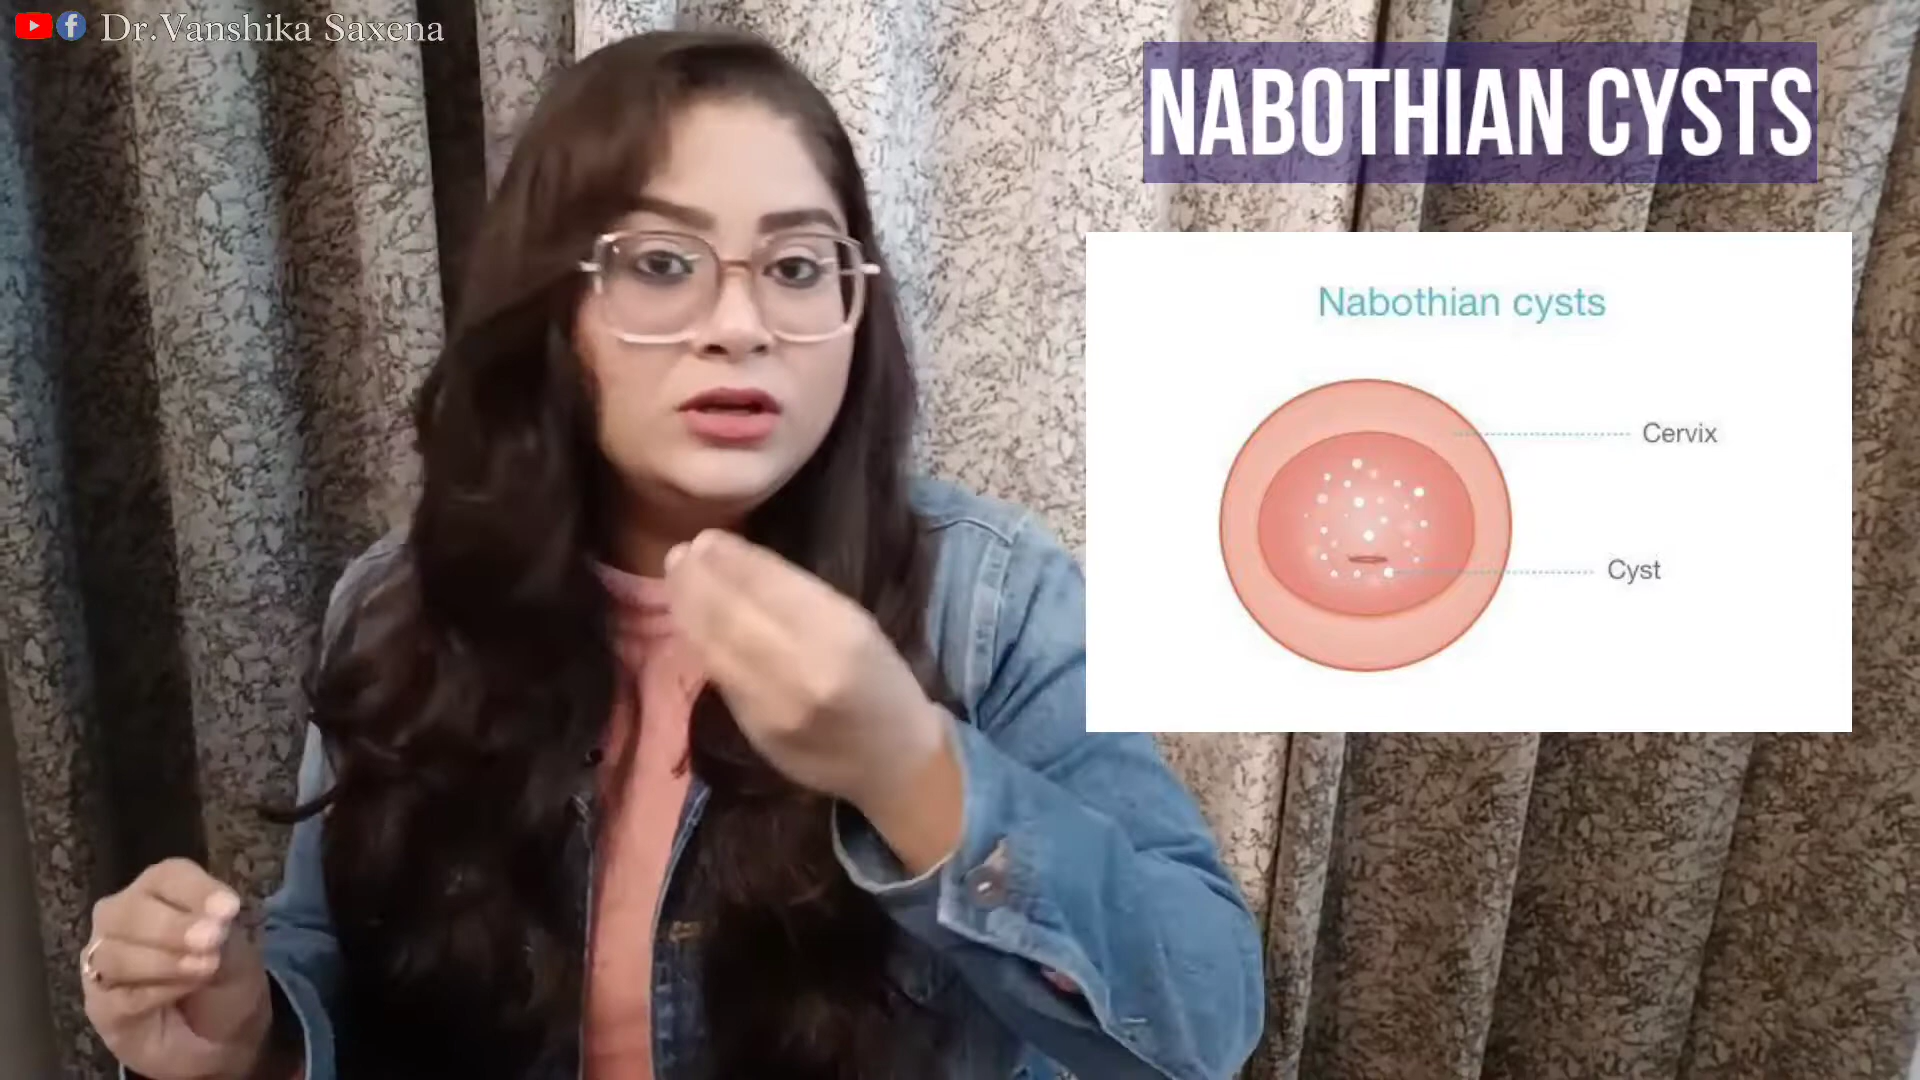 Dr.Vanshika Saxena
NABOTHIAN CYSTS
Nabothian cysts
Cervix
Cyst